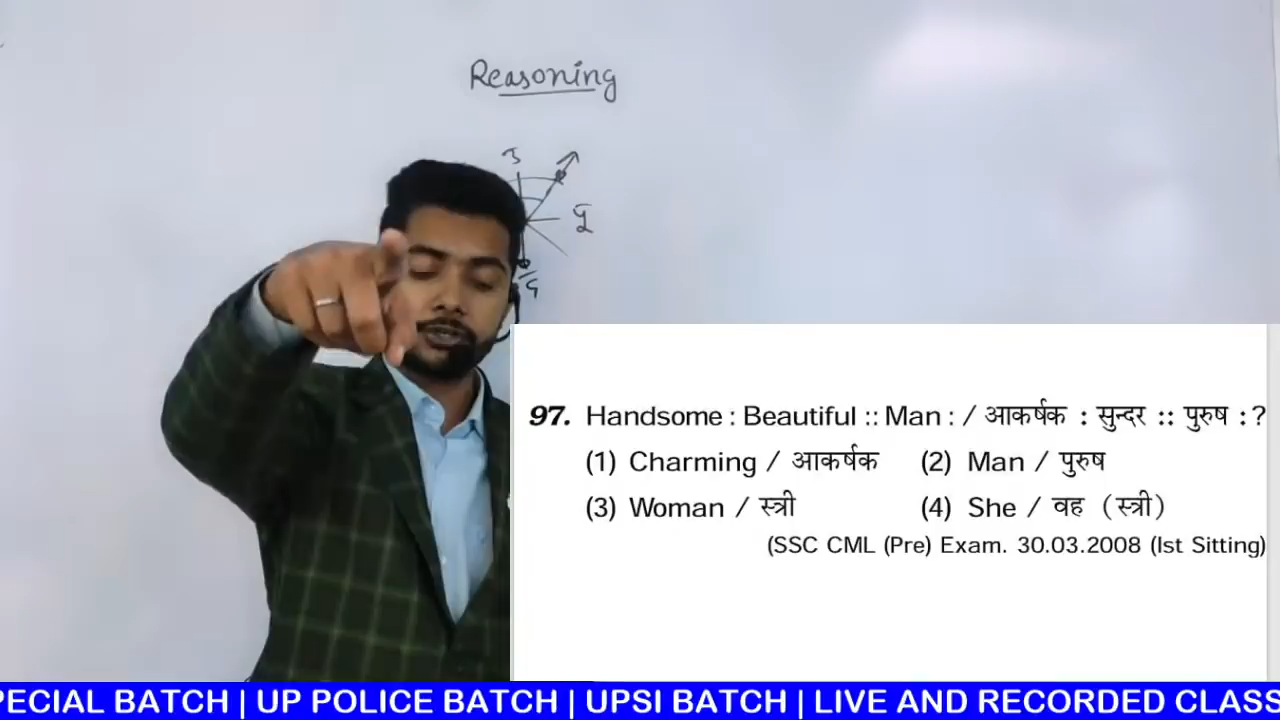 Reasoning
97. Handsome : Beautiful :: Man : / आकर्षक : सुन्दर :: पुरुष : ?
(1) Charming / आकर्षक (2) Man / पुरुष
(3) Woman / स्त्री (4) She / वह (स्त्री)
(SSC CML (Pre) Exam. 30.03.2008 (Ist Sitting)
PECIAL BATCH | UP POLICE BATCH | UPSI BATCH | LIVE AND RECORDED CLASS